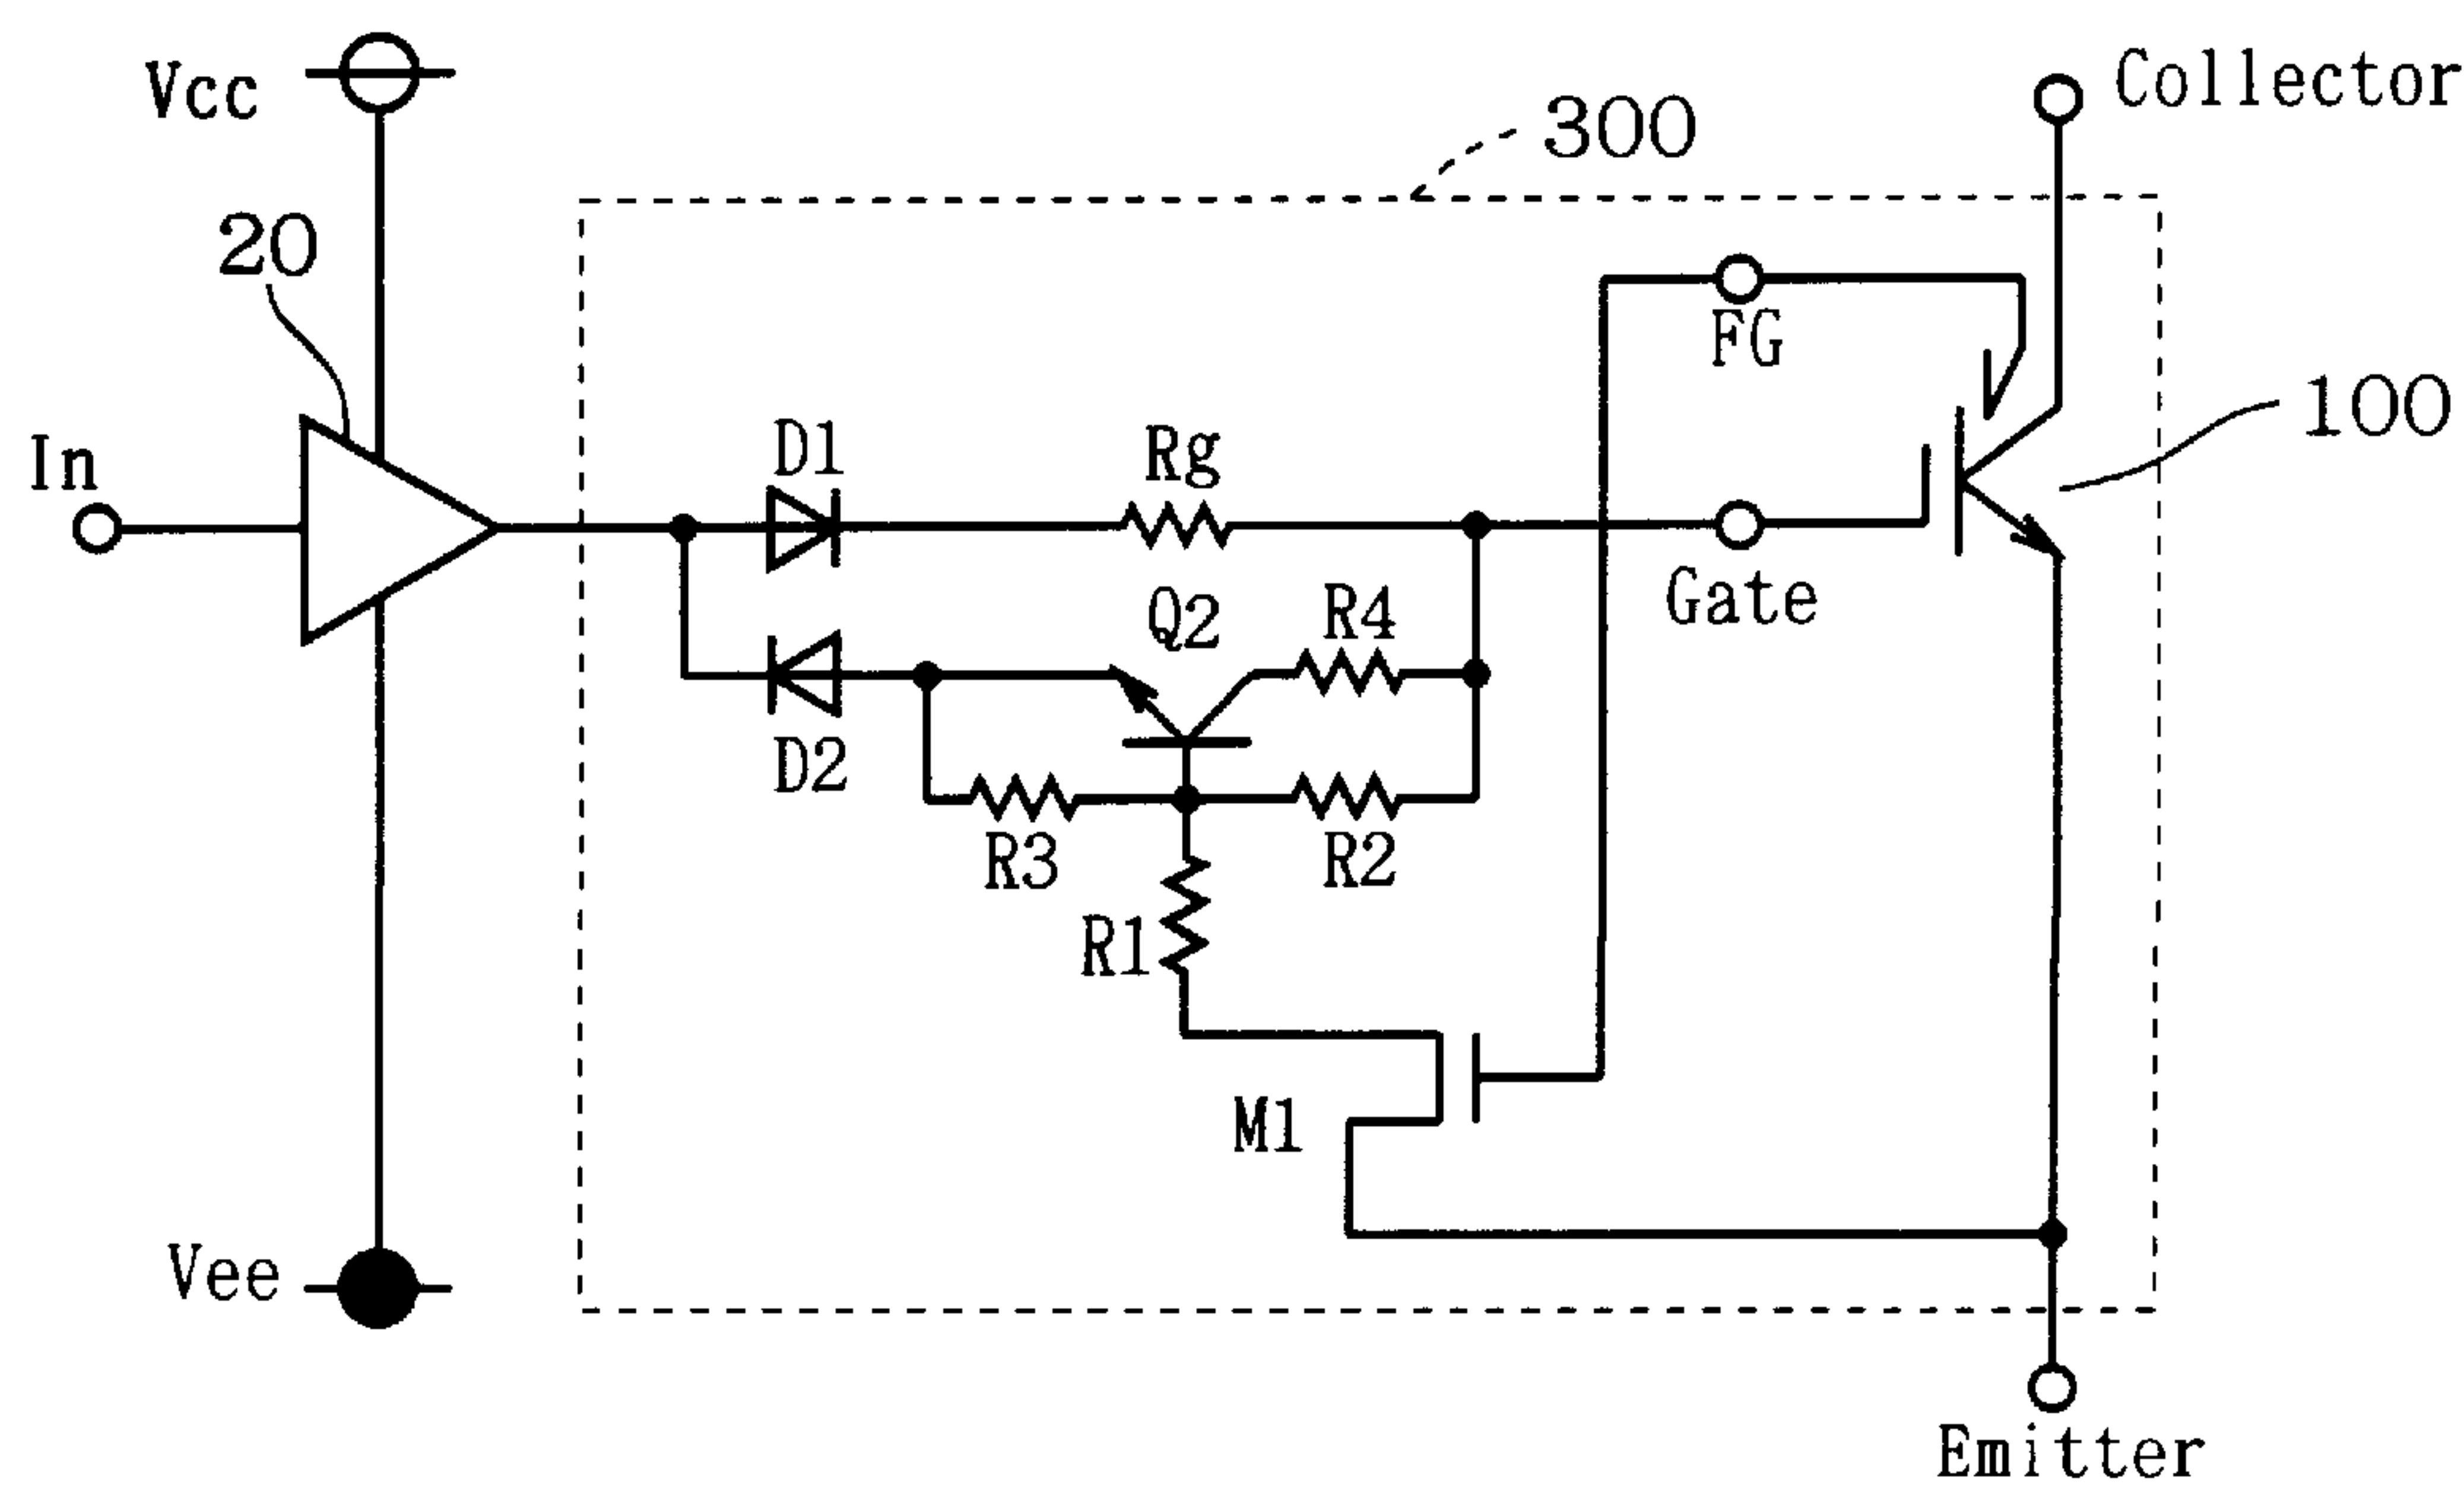 Vcc
Collector
300
20
FG
100
In
D1
Rg
Gate
Q2
R4
D2
R3
R2
R1
M1
Vee
Emitter